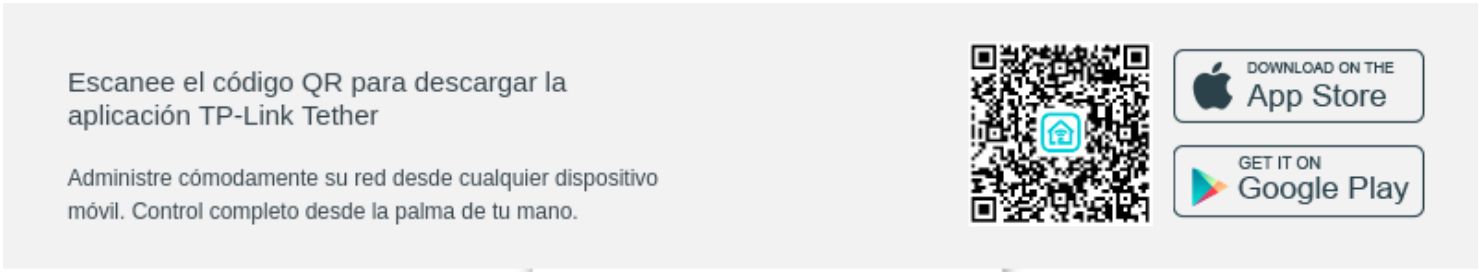 Escanee el código QR para descargar la
aplicación TP-Link Tether
Administre cómodamente su red desde cualquier dispositivo
móvil. Control completo desde la palma de tu mano.
DOWNLOAD ON THE
App Store
GET IT ON
Google Play